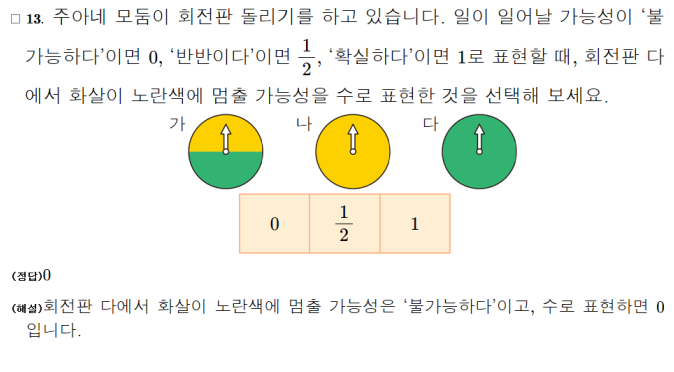 □ 13. 주아네 모둠이 회전판 돌리기를 하고 있습니다. 일이 일어날 가능성이 ‘불
가능하다’이면 0, ‘반반이다’이면 1/2, ‘확실하다’이면 1로 표현할 때, 회전판 다
에서 화살이 노란색에 멈출 가능성을 수로 표현한 것을 선택해 보세요.
가 나 다
0 1/2 1
(정답)0
(해설)회전판 다에서 화살이 노란색에 멈출 가능성은 ‘불가능하다’이고, 수로 표현하면 0
입니다.